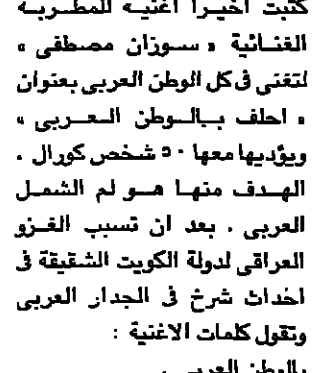 كتبت اخيرا اغنية للمطربة
الغنائية « سوزان مصطفى »
لتغنى فى كل الوطن العربى بعنوان
« احلف بالوطن العربى »
ويؤديها معها ٥٠ شخص كورال .
الهدف منها هو لم الشمل
العربى . بعد ان تسبب الغزو
العراقى لدولة الكويت الشقيقة فى
احداث شرخ فى الجدار العربى
وتقول كلمات الاغنية :
بالوطن العربى .